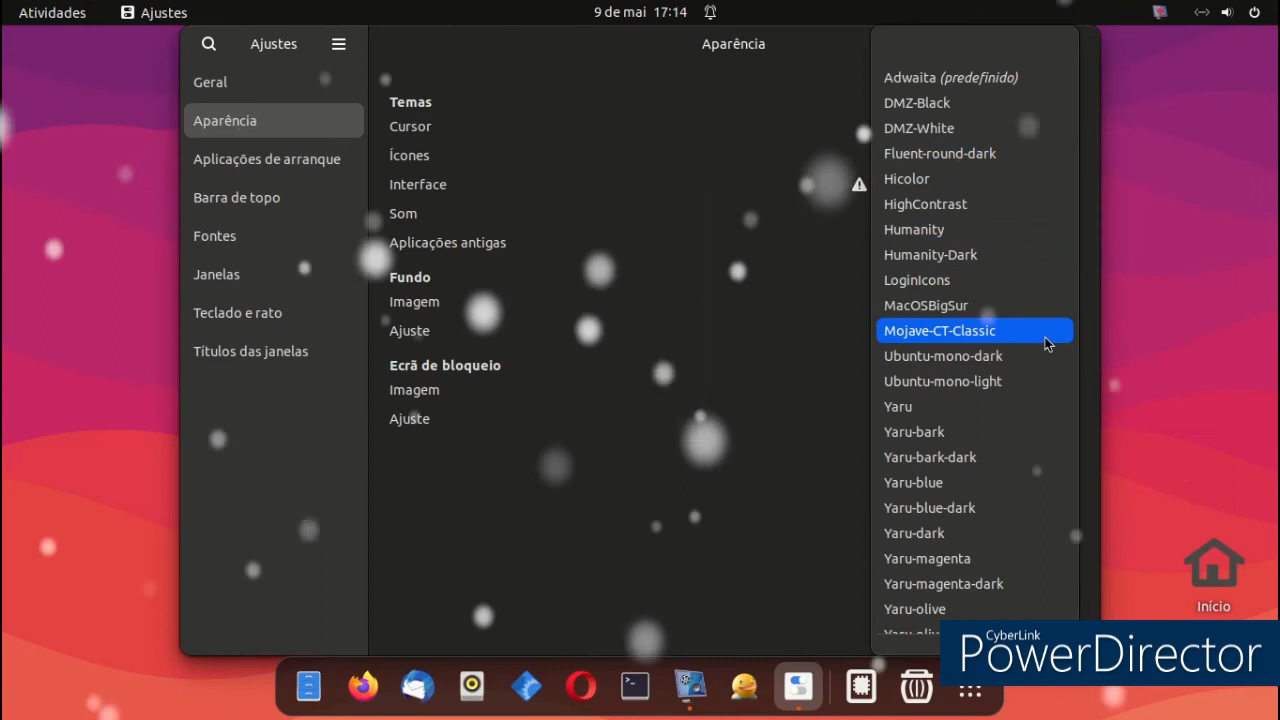 Atividades
Ajustes
9 de mai 17:14
Ajustes
Aparência
Geral
Aparência
Aplicações de arranque
Barra de topo
Fontes
Janelas
Teclado e rato
Títulos das janelas
Temas
Cursor
Ícones
Interface
Som
Aplicações antigas
Fundo
Imagem
Ajuste
Ecrã de bloqueio
Imagem
Ajuste
Adwaita (predefinido)
DMZ-Black
DMZ-White
Fluent-round-dark
Hicolor
HighContrast
Humanity
Humanity-Dark
LoginIcons
MacOSBigSur
Mojave-CT-Classic
Ubuntu-mono-dark
Ubuntu-mono-light
Yaru
Yaru-bark
Yaru-bark-dark
Yaru-blue
Yaru-blue-dark
Yaru-dark
Yaru-magenta
Yaru-magenta-dark
Yaru-olive
Início
CyberLink
PowerDirector